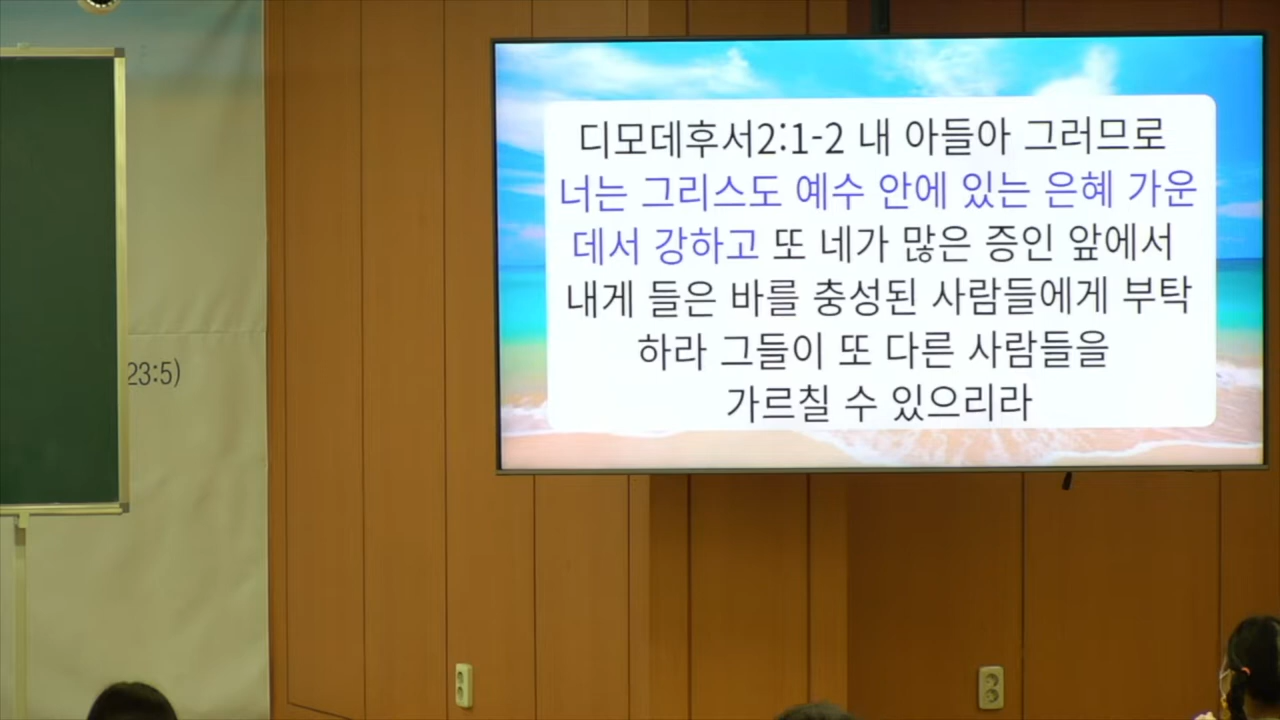 디모데후서2:1-2 내 아들아 그러므로
너는 그리스도 예수 안에 있는 은혜 가운
데서 강하고 또 네가 많은 증인 앞에서
내게 들은 바를 충성된 사람들에게 부탁
하라 그들이 또 다른 사람들을
가르칠 수 있으리라
23:5)